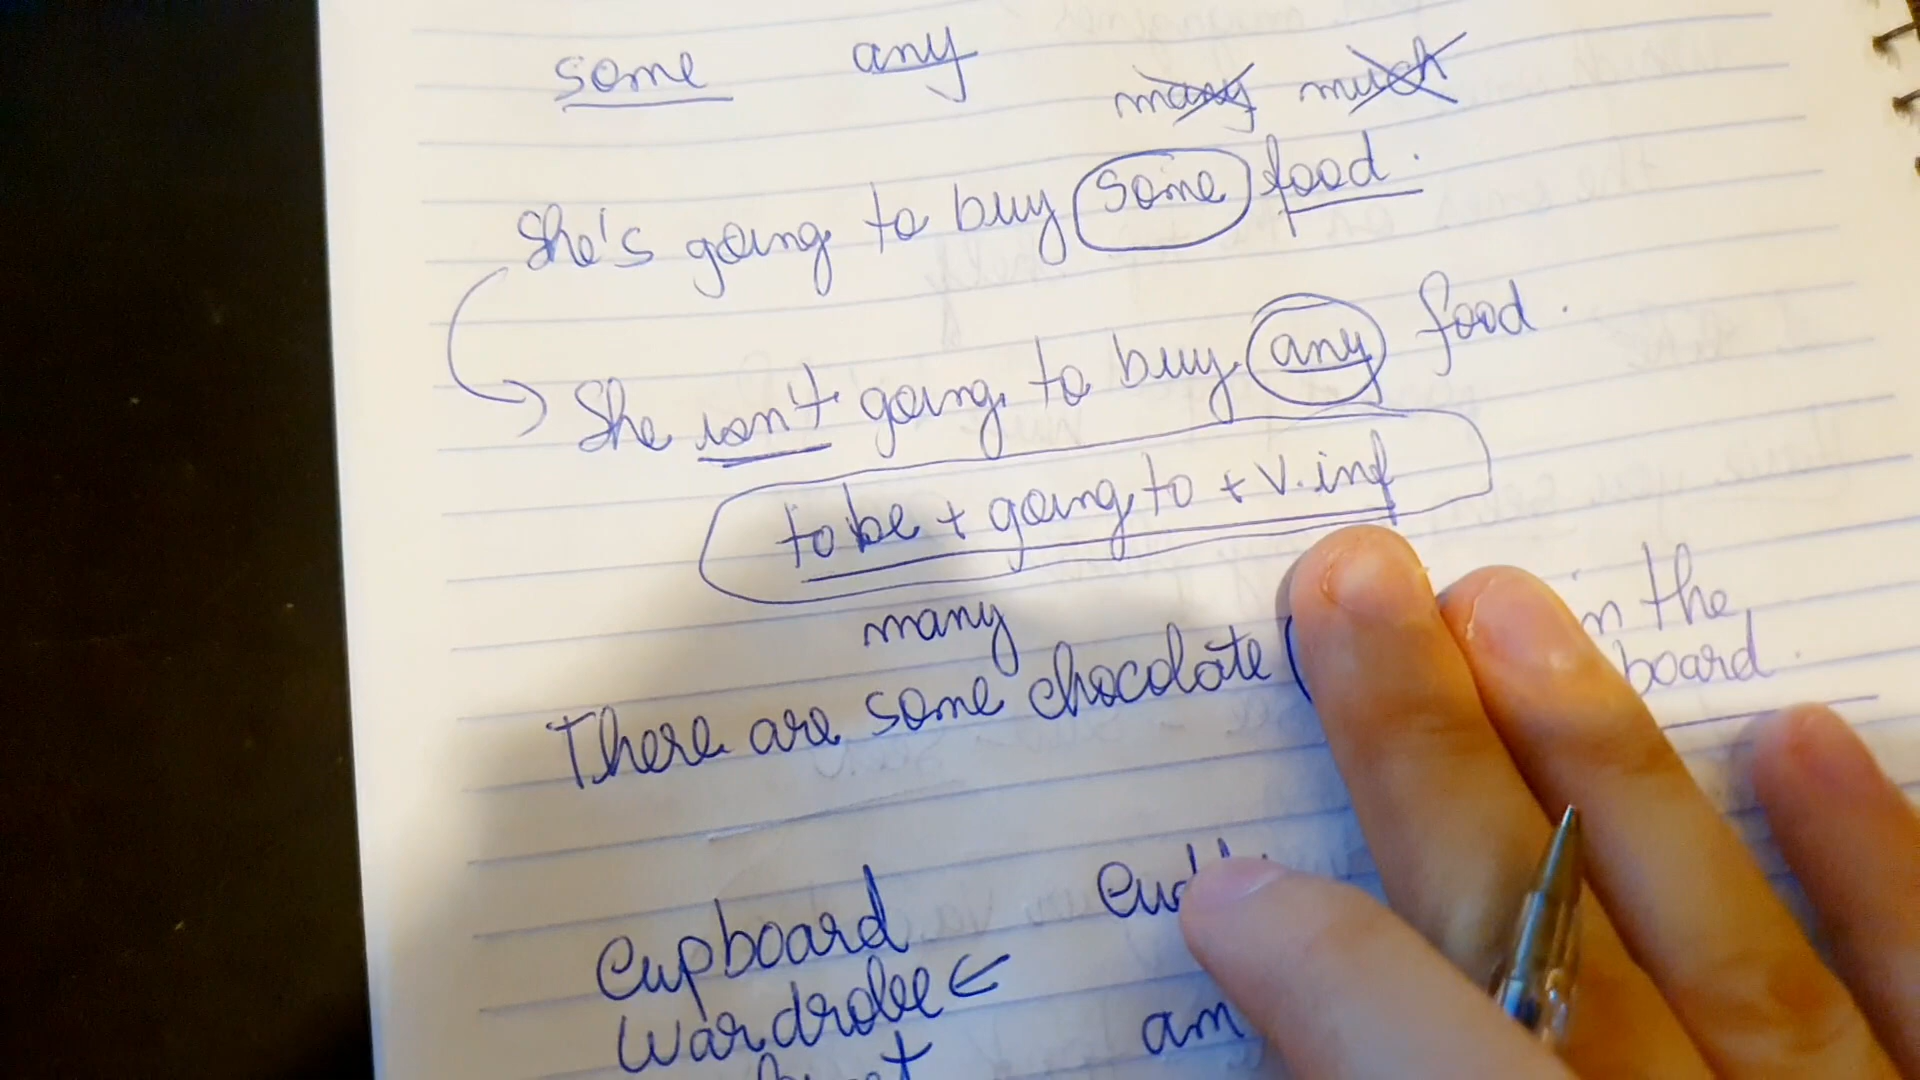 some any
many much
She's going to buy some food.
She isn't going to buy any food.
to be + going to + v. inf
many
There are some chocolate ( in the
board.
Cupboard
Wardrobe ←